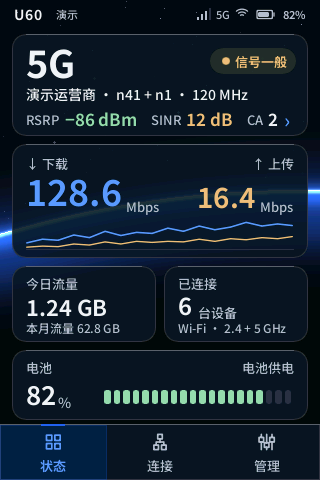 U60 演示 5G 82%
5G 信号一般
演示运营商 · n41 + n1 · 120 MHz
RSRP −86 dBm SINR 12 dB CA 2 ›
↓ 下载 ↑ 上传
128.6 Mbps 16.4 Mbps
今日流量
1.24 GB
本月流量 62.8 GB
已连接
6 台设备
Wi-Fi · 2.4 + 5 GHz
电池 电池供电
82%
状态 连接 管理